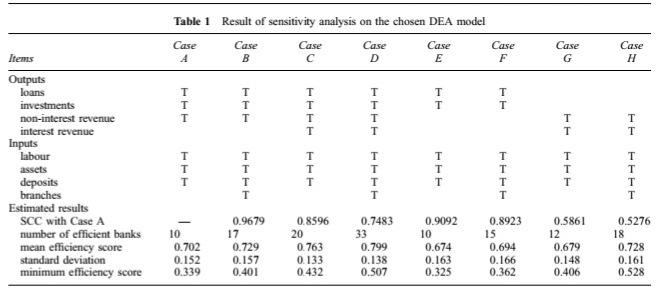 Table 1 Result of sensitivity analysis on the chosen DEA model
Case Case Case Case Case Case Case Case
Items A B C D E F G H
Outputs
loans T T T T T T
investments T T T T T T
non-interest revenue T T T T T T
interest revenue T T T T
Inputs
labour T T T T T T T T
assets T T T T T T T T
deposits T T T T T T T T
branches T T T T
Estimated results
SCC with Case A — 0.9679 0.8596 0.7483 0.9092 0.8923 0.5861 0.5276
number of efficient banks 10 17 20 33 10 15 12 18
mean efficiency score 0.702 0.729 0.763 0.799 0.674 0.694 0.679 0.728
standard deviation 0.152 0.157 0.133 0.138 0.163 0.166 0.148 0.161
minimum efficiency score 0.339 0.401 0.432 0.507 0.325 0.362 0.406 0.528